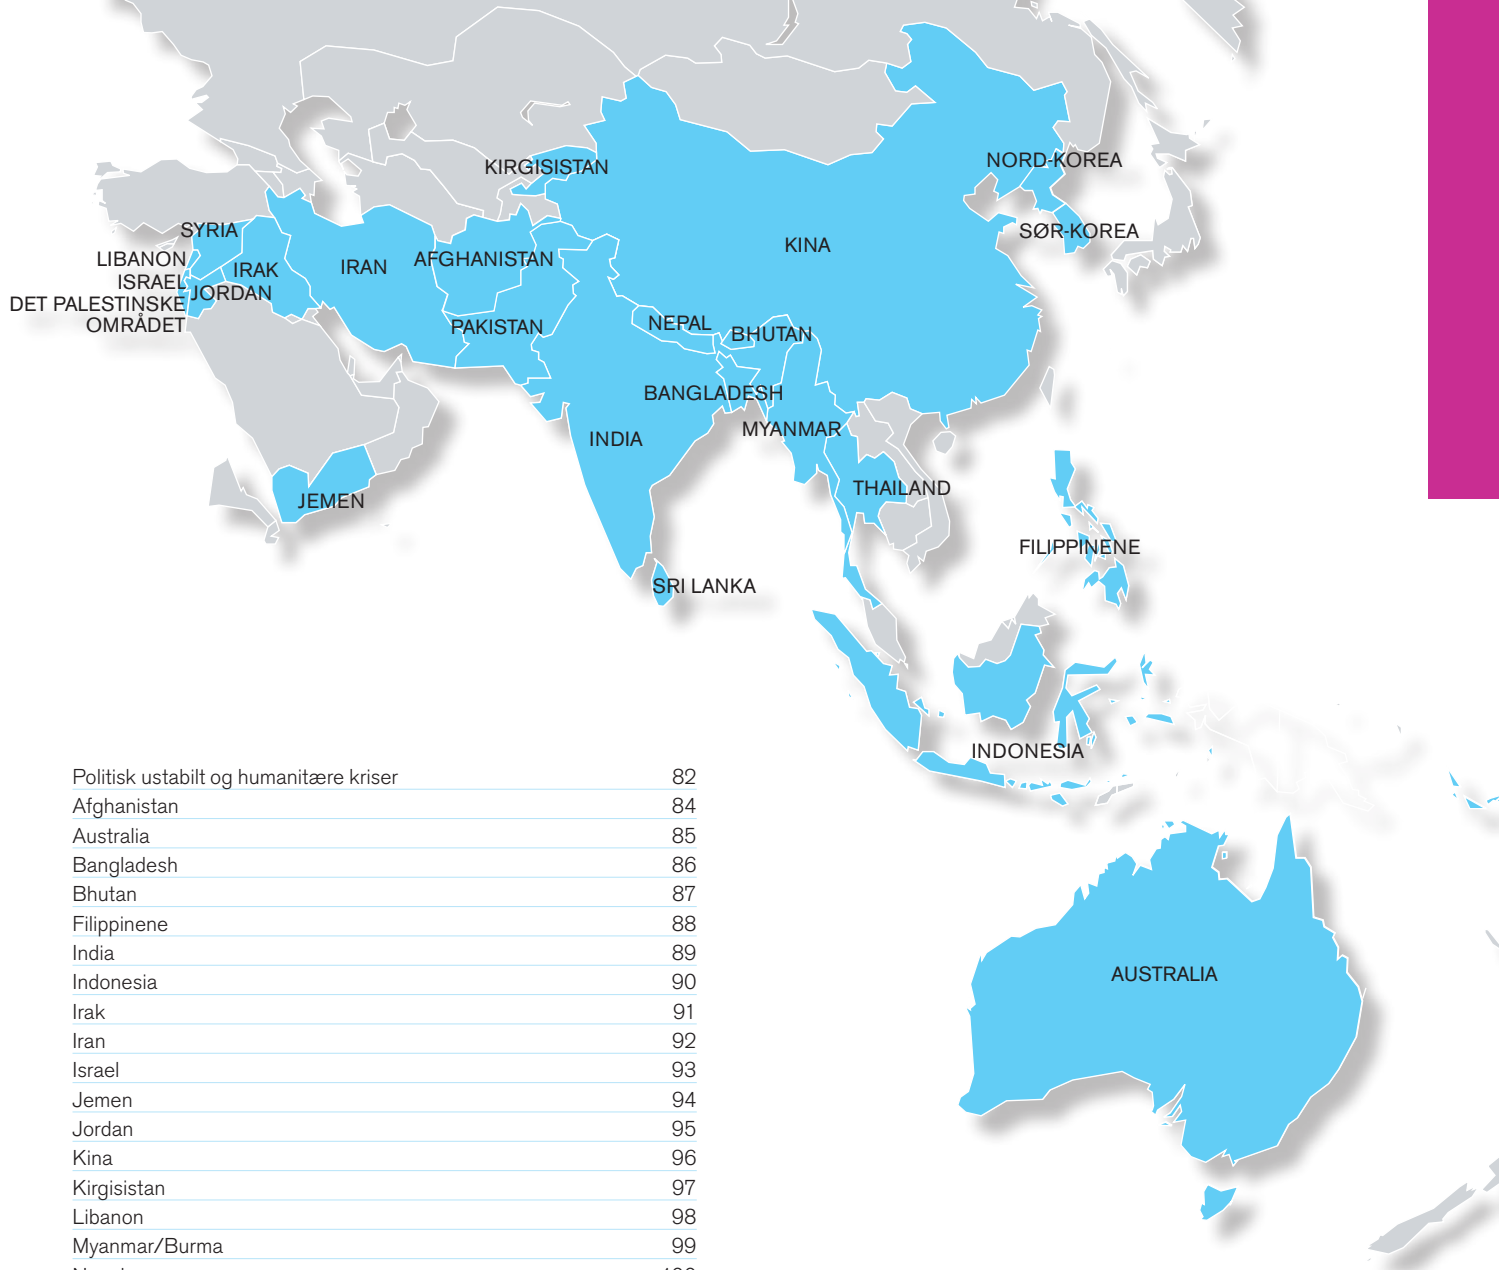 KIRGISISTAN
NORD-KOREA
SYRIA
SØR-KOREA
KINA
LIBANON
IRAK
IRAN
AFGHANISTAN
ISRAEL
JORDAN
DET PALESTINSKE
OMRÅDET
PAKISTAN
NEPAL
BHUTAN
BANGLADESH
MYANMAR
INDIA
THAILAND
JEMEN
FILIPPINENE
SRI LANKA
INDONESIA
AUSTRALIA
Politisk ustabilt og humanitære kriser 82
Afghanistan 84
Australia 85
Bangladesh 86
Bhutan 87
Filippinene 88
India 89
Indonesia 90
Irak 91
Iran 92
Israel 93
Jemen 94
Jordan 95
Kina 96
Kirgisistan 97
Libanon 98
Myanmar/Burma 99